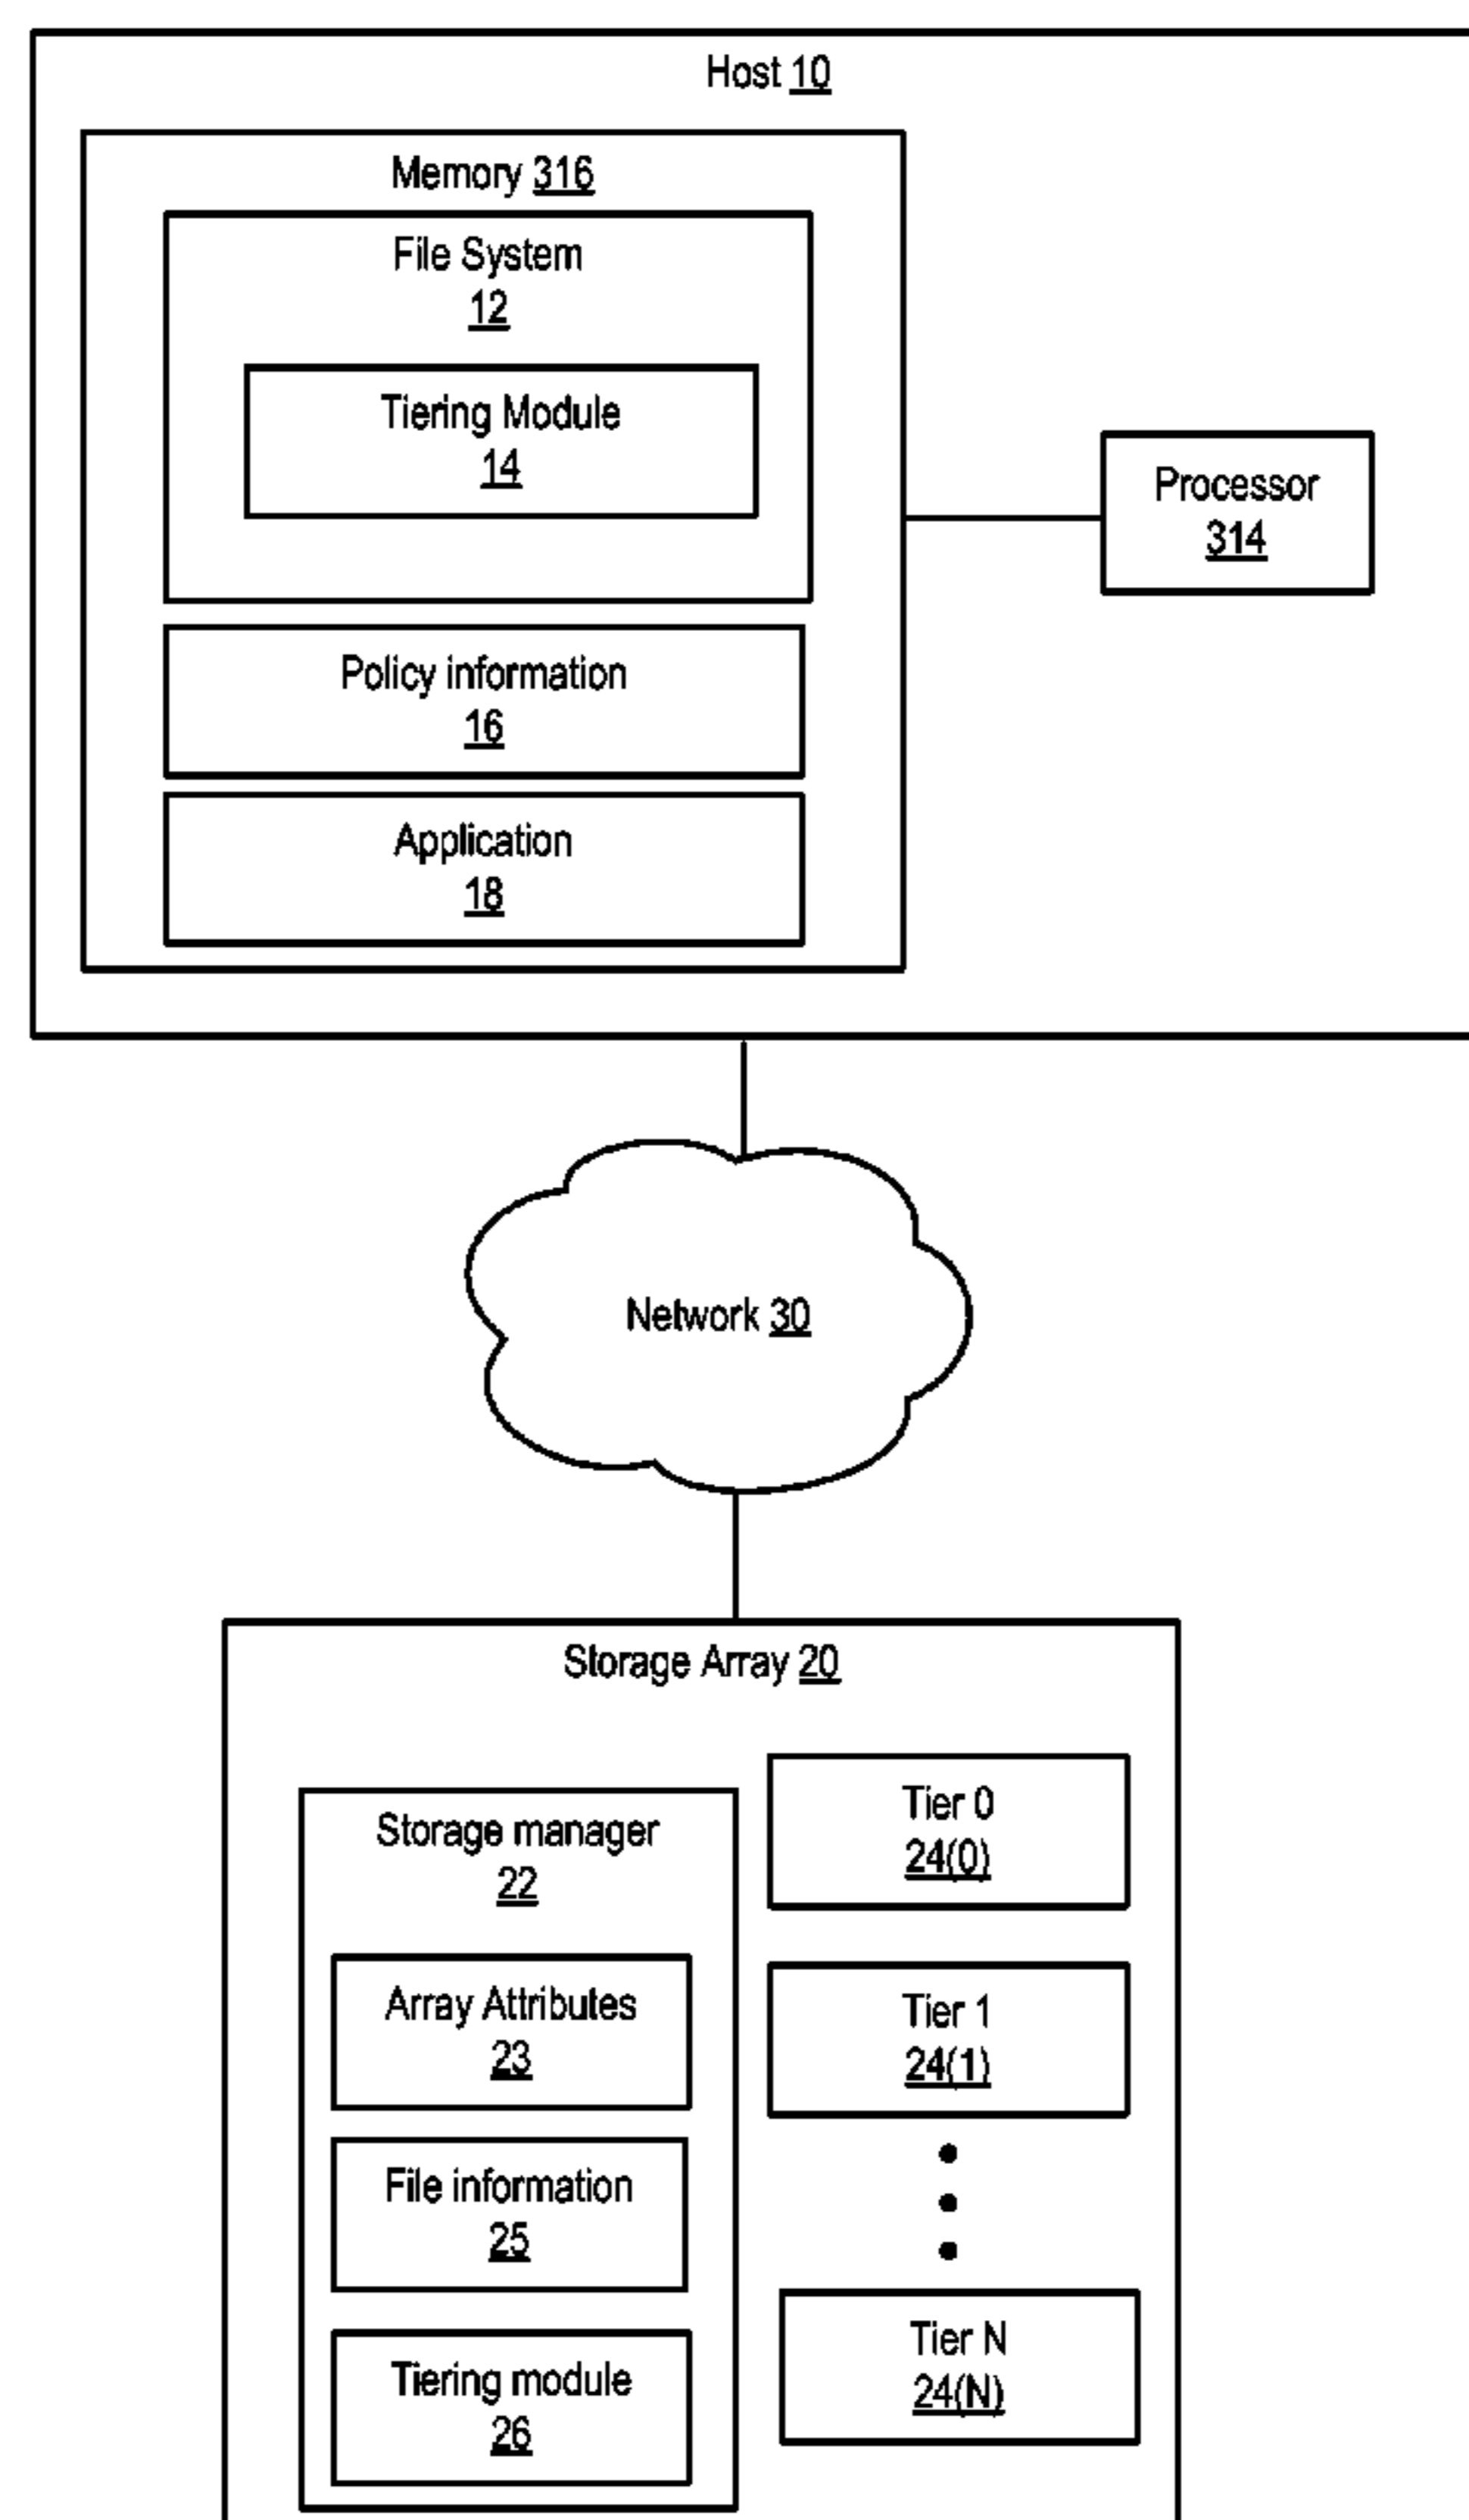 Host 10
Memory 316
File System
12
Tiering Module
14
Processor
314
Policy information
16
Application
18
Network 30
Storage Array 20
Storage manager
22
Array Attributes
23
File information
25
Tiering module
26
Tier 0
24(0)
Tier 1
24(1)
Tier N
24(N)